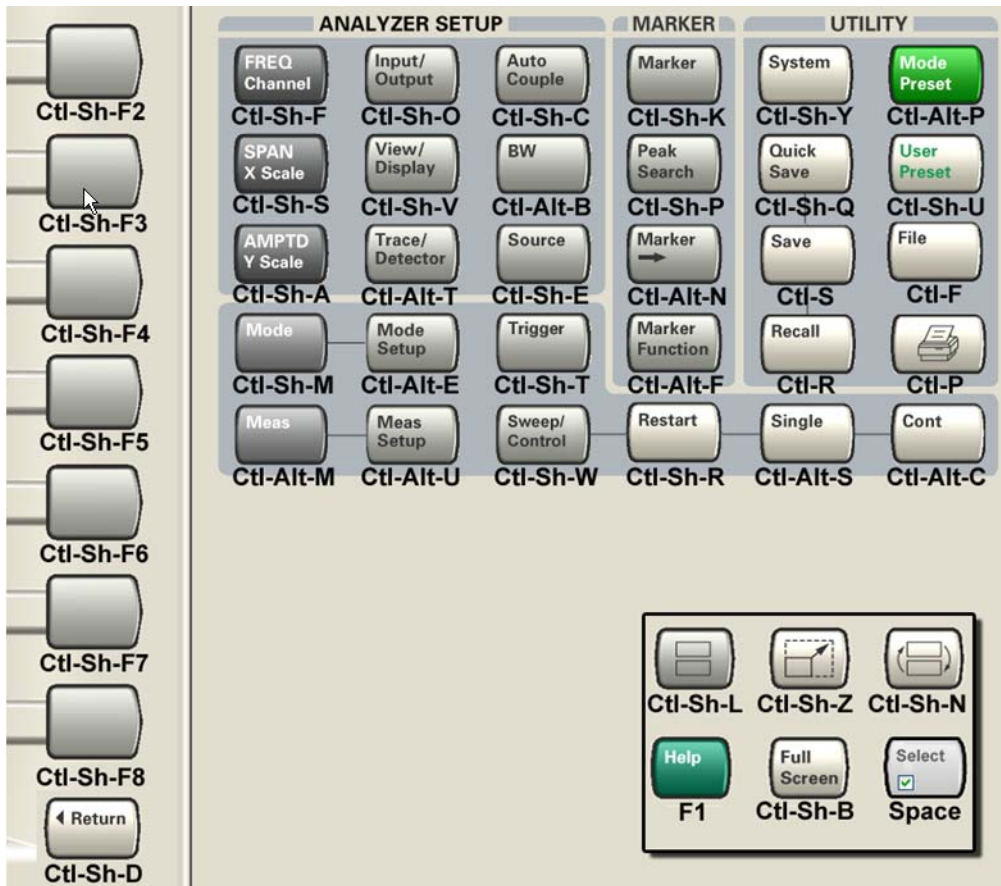 ANALYZER SETUP MARKER UTILITY
FREQ Channel
Input/ Output
Auto Couple
Marker
System
Mode Preset
Ctl-Sh-F2
Ctl-Sh-F Ctl-Sh-O Ctl-Sh-C Ctl-Sh-K Ctl-Sh-Y Ctl-Alt-P
SPAN X Scale
View/ Display
BW
Peak Search
Quick Save
User Preset
Ctl-Sh-F3
Ctl-Sh-S Ctl-Sh-V Ctl-Alt-B Ctl-Sh-P Ctl-Sh-Q Ctl-Sh-U
AMPTD Y Scale
Trace/ Detector
Source
Marker
Save
File
Ctl-Sh-A Ctl-Alt-T Ctl-Sh-E Ctl-Alt-N Ctl-S Ctl-F
Ctl-Sh-F4
Mode
Mode Setup
Trigger
Marker Function
Recall
Ctl-Sh-M Ctl-Alt-E Ctl-Sh-T Ctl-Alt-F Ctl-R Ctl-P
Ctl-Sh-F5
Meas
Meas Setup
Sweep/ Control
Restart
Single
Cont
Ctl-Alt-M Ctl-Alt-U Ctl-Sh-W Ctl-Sh-R Ctl-Alt-S Ctl-Alt-C
Ctl-Sh-F6
Ctl-Sh-F7
Ctl-Sh-L Ctl-Sh-Z Ctl-Sh-N
Ctl-Sh-F8
Help
Full Screen
Select
F1 Ctl-Sh-B Space
Return
Ctl-Sh-D